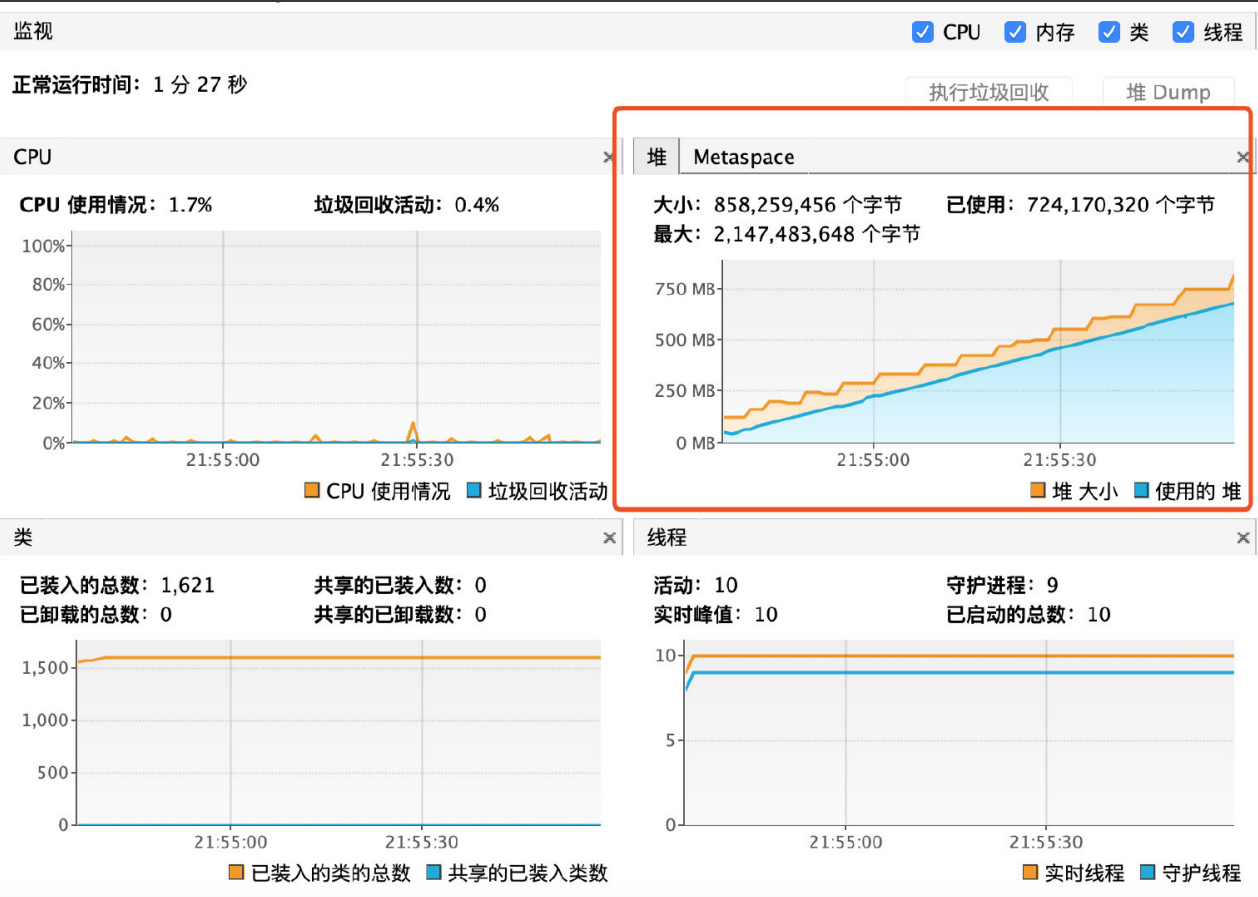 监视
CPU 内存 类 线程
正常运行时间：1 分 27 秒
执行垃圾回收 堆 Dump
CPU
CPU 使用情况：1.7% 垃圾回收活动：0.4%
100%
80%
60%
40%
20%
0%
21:55:00 21:55:30
CPU 使用情况 垃圾回收活动
堆 Metaspace
大小：858,259,456 个字节 已使用：724,170,320 个字节
最大：2,147,483,648 个字节
750 MB
500 MB
250 MB
0 MB
21:55:00 21:55:30
堆 大小 使用的 堆
类
已装入的总数：1,621 共享的已装入数：0
已卸载的总数：0 共享的已卸载数：0
1,500
1,000
500
0
21:55:00 21:55:30
已装入的类的总数 共享的已装入类数
线程
活动：10 守护进程：9
实时峰值：10 已启动的总数：10
10
5
0
21:55:00 21:55:30
实时线程 守护线程